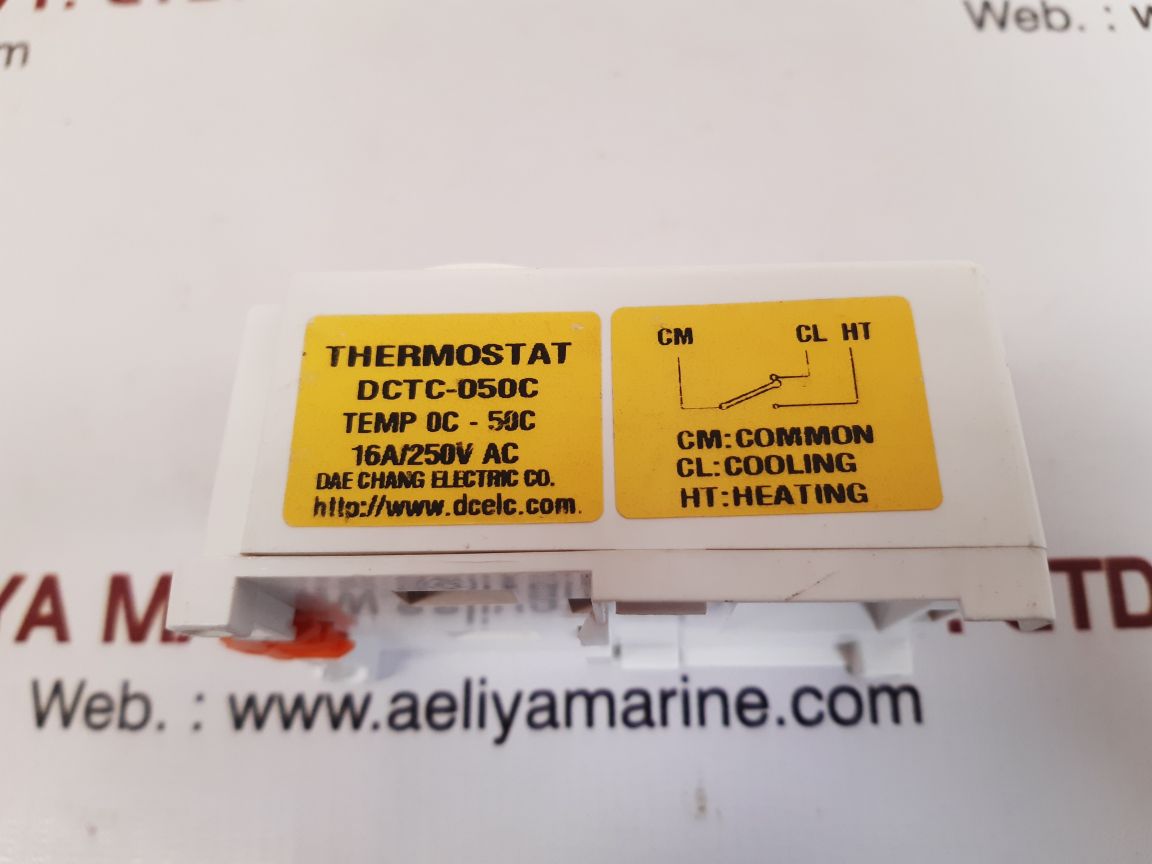 Web. :
THERMOSTAT
DCTC-050C
TEMP 0C - 50C
16A/250V AC
DAE CHANG ELECTRIC CO.
http://www.dcelc.com.
CM CL HT
CM:COMMON
CL:COOLING
HT:HEATING
Web. : www.aeliyamarine.com